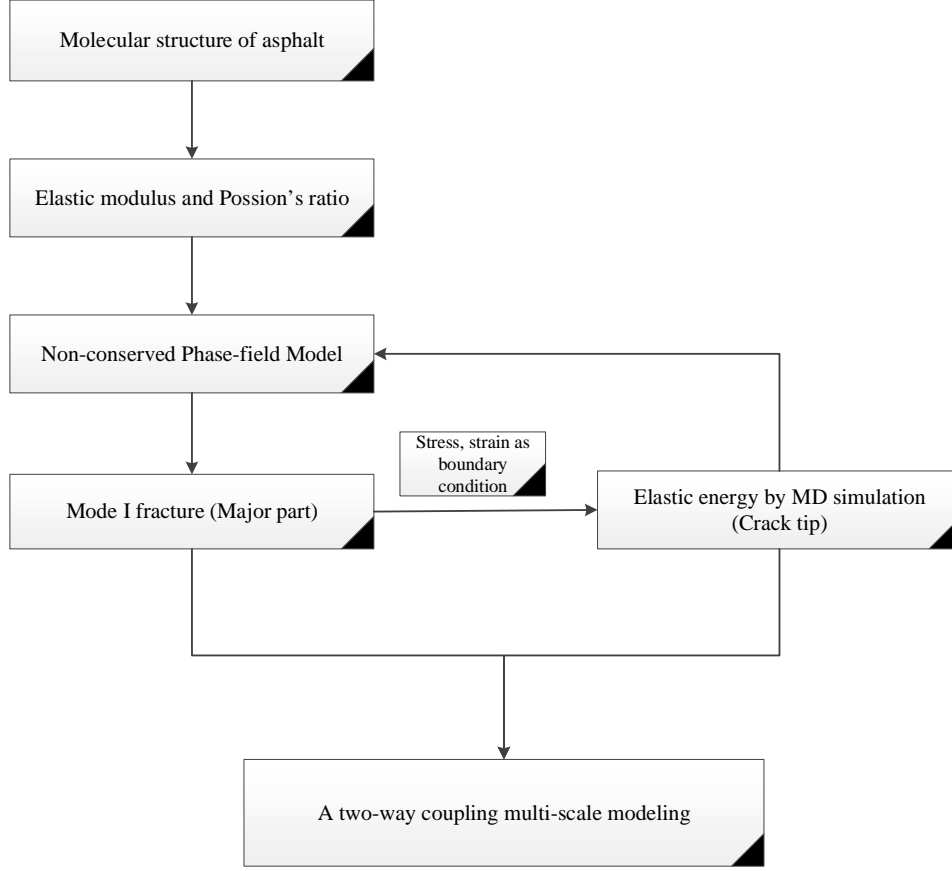 Molecular structure of asphalt
Elastic modulus and Possion’s ratio
Non-conserved Phase-field Model
Stress, strain as
boundary
condition
Mode I fracture (Major part)
Elastic energy by MD simulation
(Crack tip)
A two-way coupling multi-scale modeling